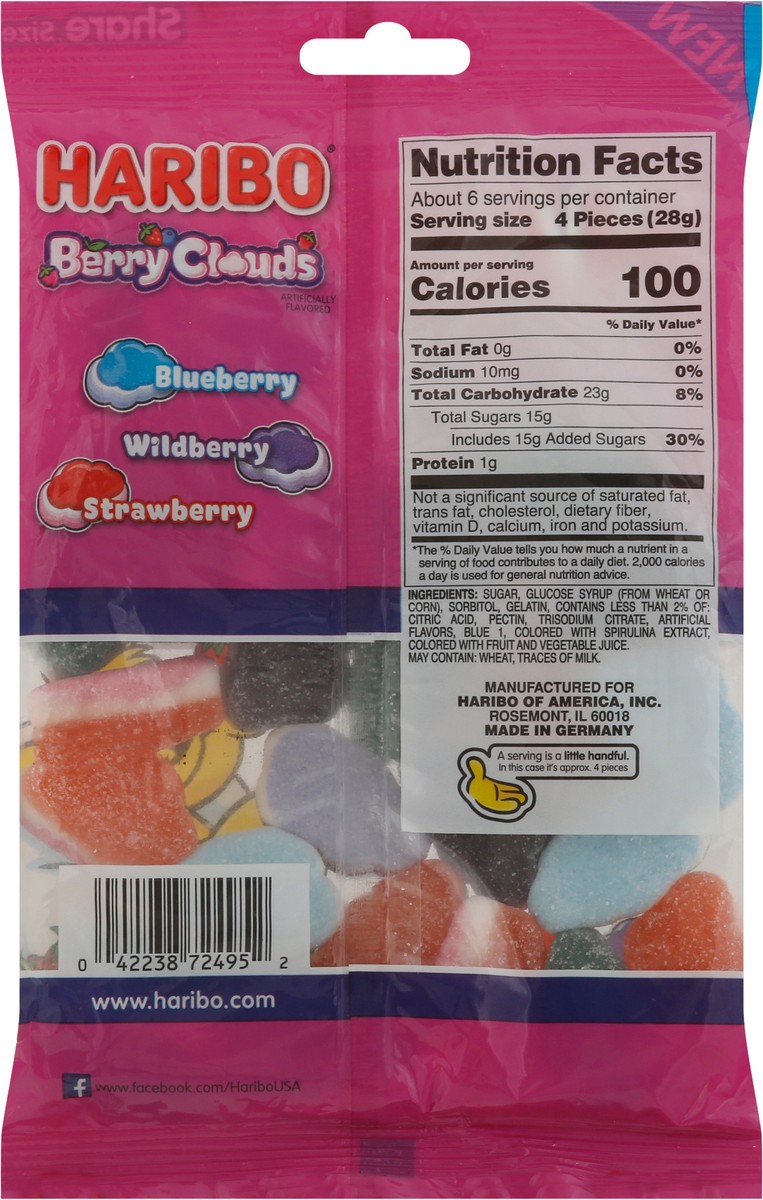 Share Size
NEW
HARIBO®
Berry Clouds
ARTIFICIALLY
FLAVORED
Blueberry
Wildberry
Strawberry
Nutrition Facts
About 6 servings per container
Serving size 4 Pieces (28g)
Amount per serving
Calories 100
% Daily Value*
Total Fat 0g 0%
Sodium 10mg 0%
Total Carbohydrate 23g 8%
Total Sugars 15g
Includes 15g Added Sugars 30%
Protein 1g
Not a significant source of saturated fat,
trans fat, cholesterol, dietary fiber,
vitamin D, calcium, iron and potassium.
*The % Daily Value tells you how much a nutrient in a
serving of food contributes to a daily diet. 2,000 calories
a day is used for general nutrition advice.
INGREDIENTS: SUGAR, GLUCOSE SYRUP (FROM WHEAT OR
CORN), SORBITOL, GELATIN, CONTAINS LESS THAN 2% OF:
CITRIC ACID, PECTIN, TRISODIUM CITRATE, ARTIFICIAL
FLAVORS, BLUE 1, COLORED WITH SPIRULINA EXTRACT,
COLORED WITH FRUIT AND VEGETABLE JUICE.
MAY CONTAIN: WHEAT, TRACES OF MILK.
MANUFACTURED FOR
HARIBO OF AMERICA, INC.
ROSEMONT, IL 60018
MADE IN GERMANY
A serving is a little handful.
In this case it's approx. 4 pieces
0 42238 72495 2
www.haribo.com
f www.facebook.com/HariboUSA